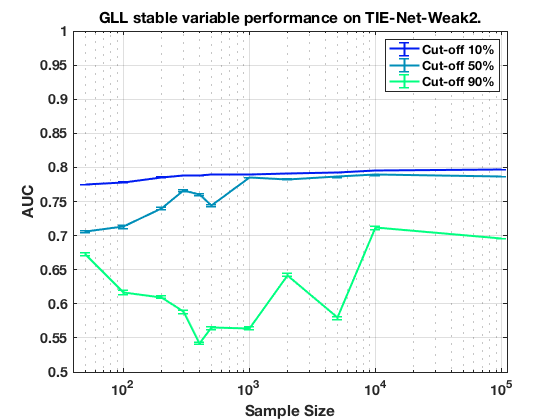 GLL stable variable performance on TIE-Net-Weak2.
1
0.95
0.9
0.85
0.8
0.75
0.7
0.65
0.6
0.55
0.5
AUC
Cut-off 10%
Cut-off 50%
Cut-off 90%
10^2 10^3 10^4 10^5
Sample Size